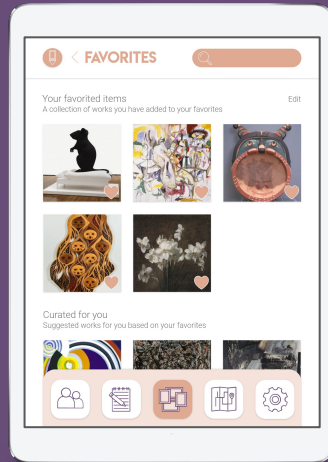 FAVORITES
Your favorited items
Edit
A collection of works you have added to your favorites
Curated for you
Suggested works for you based on your favorites